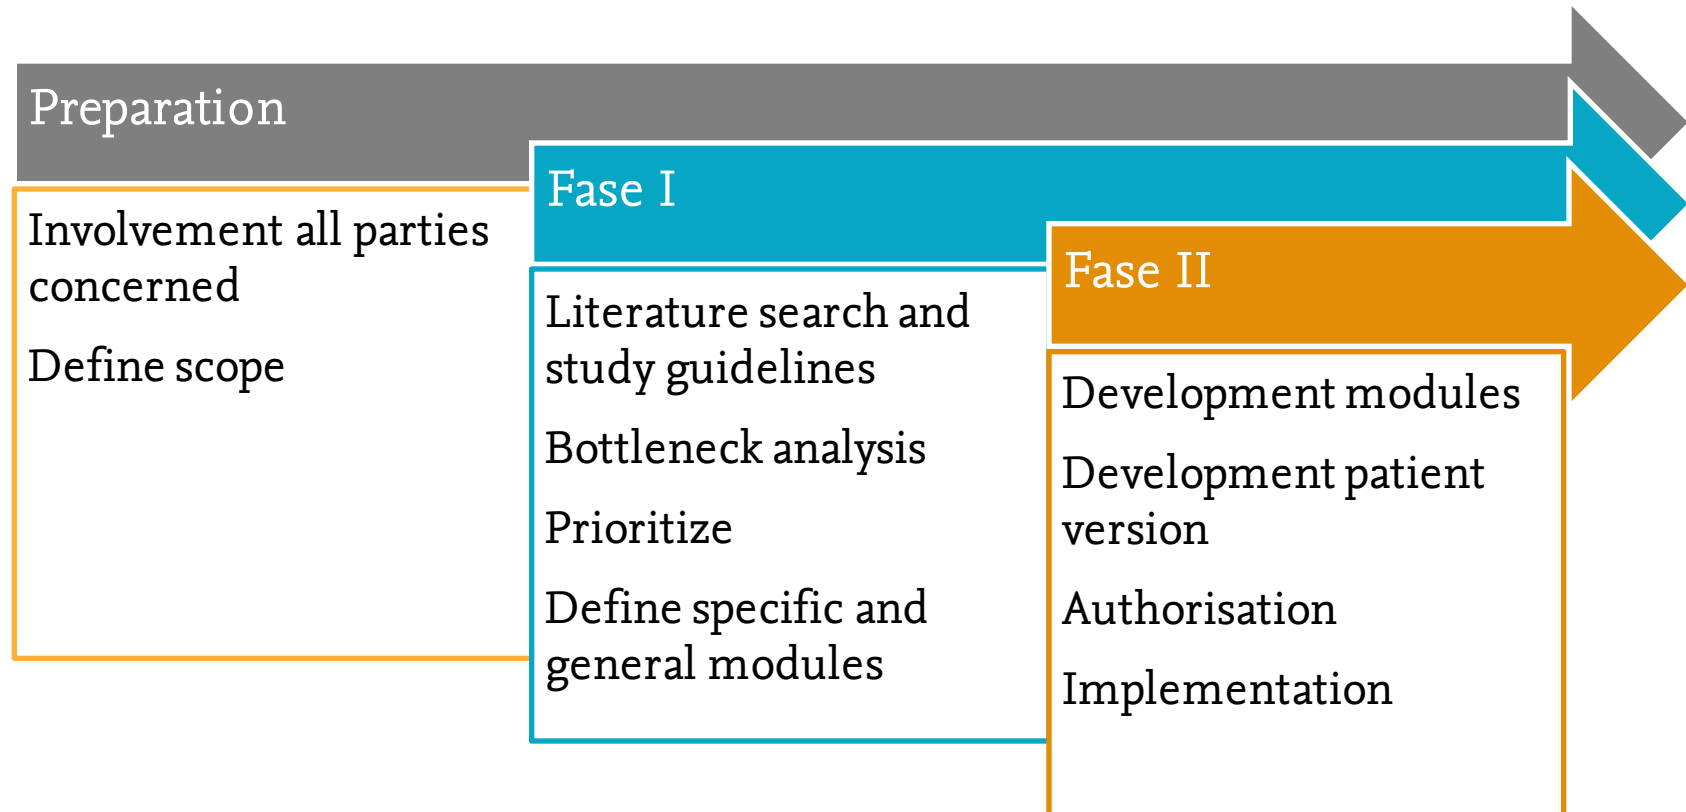 Preparation
Involvement all parties
concerned
Define scope
Fase I
Literature search and
study guidelines
Bottleneck analysis
Prioritize
Define specific and
general modules
Fase II
Development modules
Development patient
version
Authorisation
Implementation